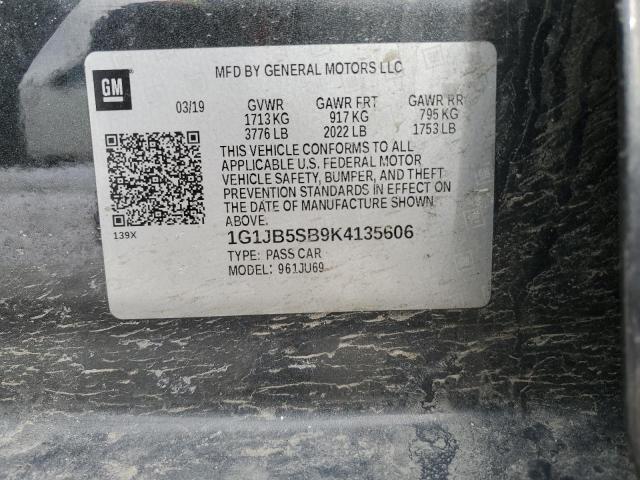 GM
MFD BY GENERAL MOTORS LLC
03/19 GVWR GAWR FRT GAWR RR
1713 KG 917 KG 795 KG
3776 LB 2022 LB 1753 LB
THIS VEHICLE CONFORMS TO ALL
APPLICABLE U.S. FEDERAL MOTOR
VEHICLE SAFETY, BUMPER, AND THEFT
PREVENTION STANDARDS IN EFFECT ON
THE DATE OF MANUFACTURE SHOWN
ABOVE.
139X
1G1JB5SB9K4135606
TYPE: PASS CAR
MODEL: 961JU69